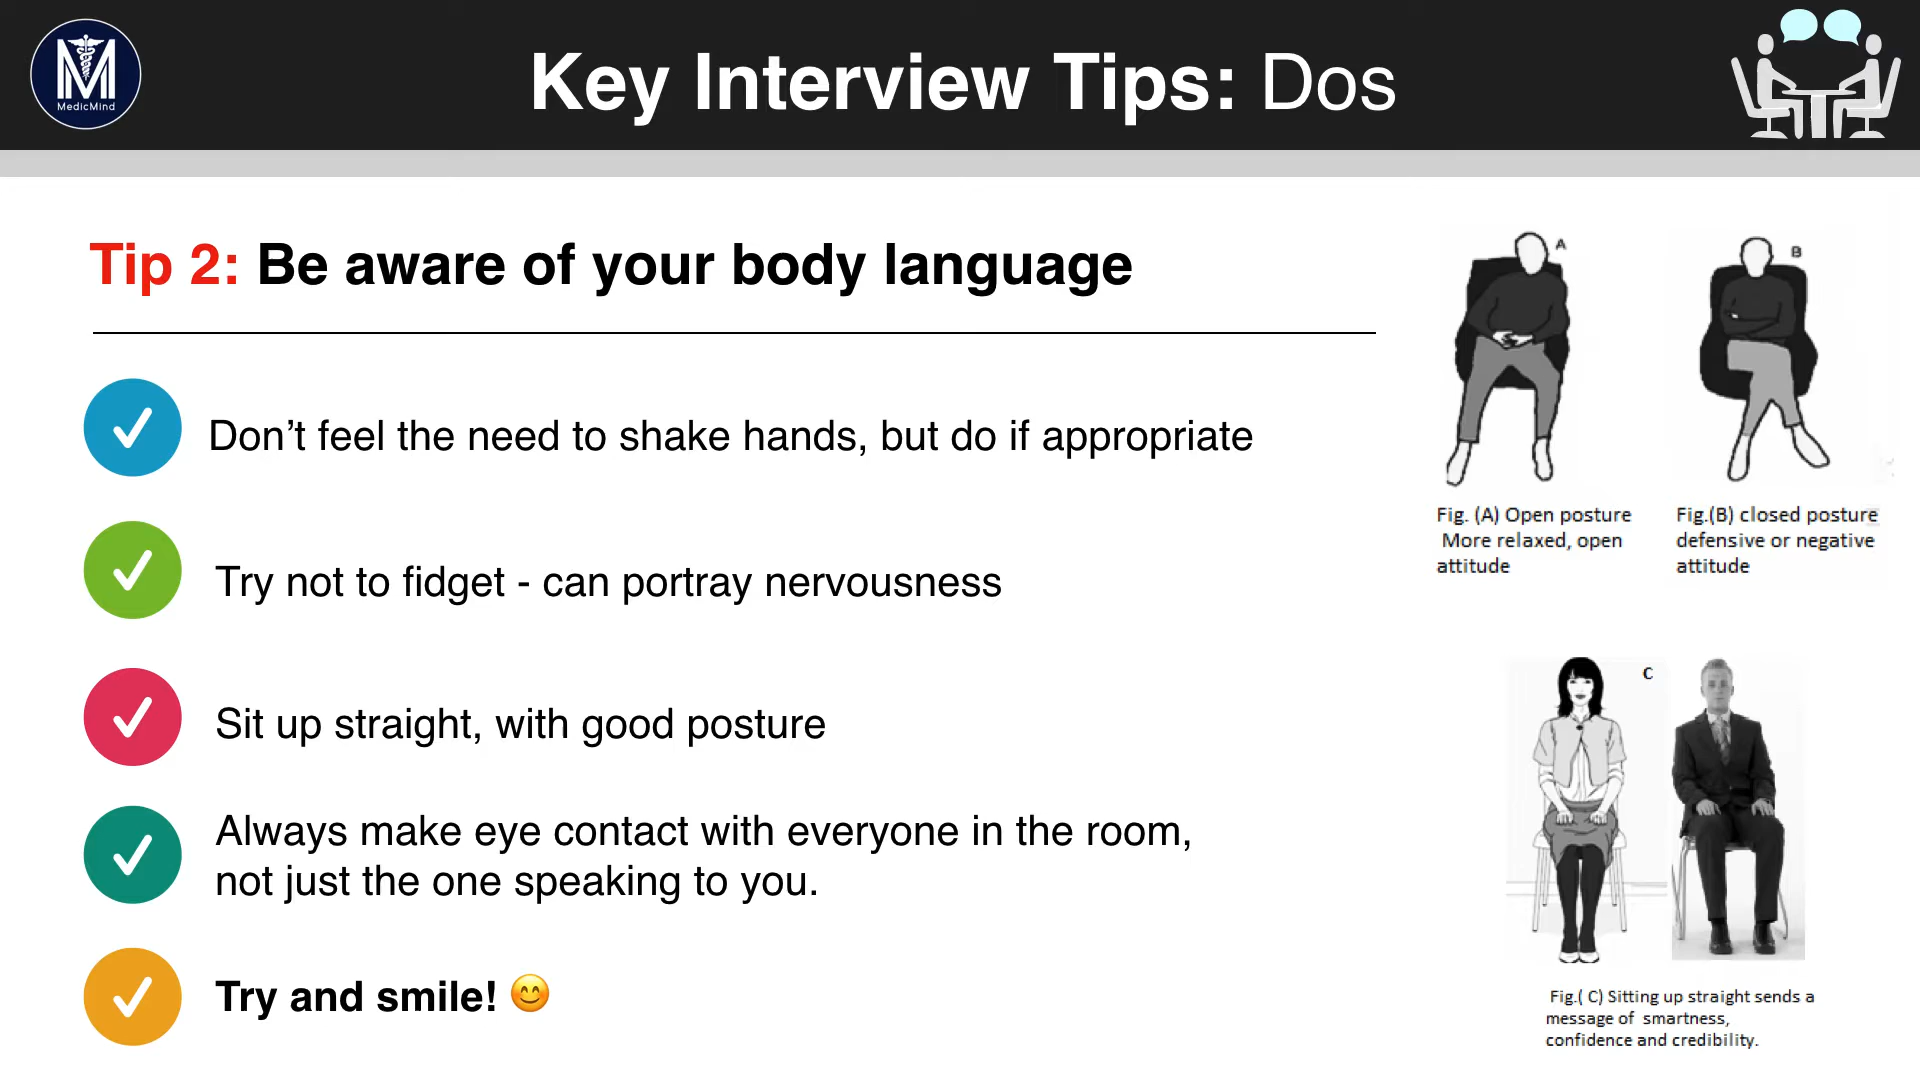 MedicMind
Key Interview Tips: Dos
Tip 2: Be aware of your body language
Don’t feel the need to shake hands, but do if appropriate
Try not to fidget - can portray nervousness
Sit up straight, with good posture
Always make eye contact with everyone in the room,
not just the one speaking to you.
Try and smile! 😊
A
B
Fig. (A) Open posture
More relaxed, open
attitude
Fig.(B) closed posture
defensive or negative
attitude
C
Fig.( C) Sitting up straight sends a
message of smartness,
confidence and credibility.